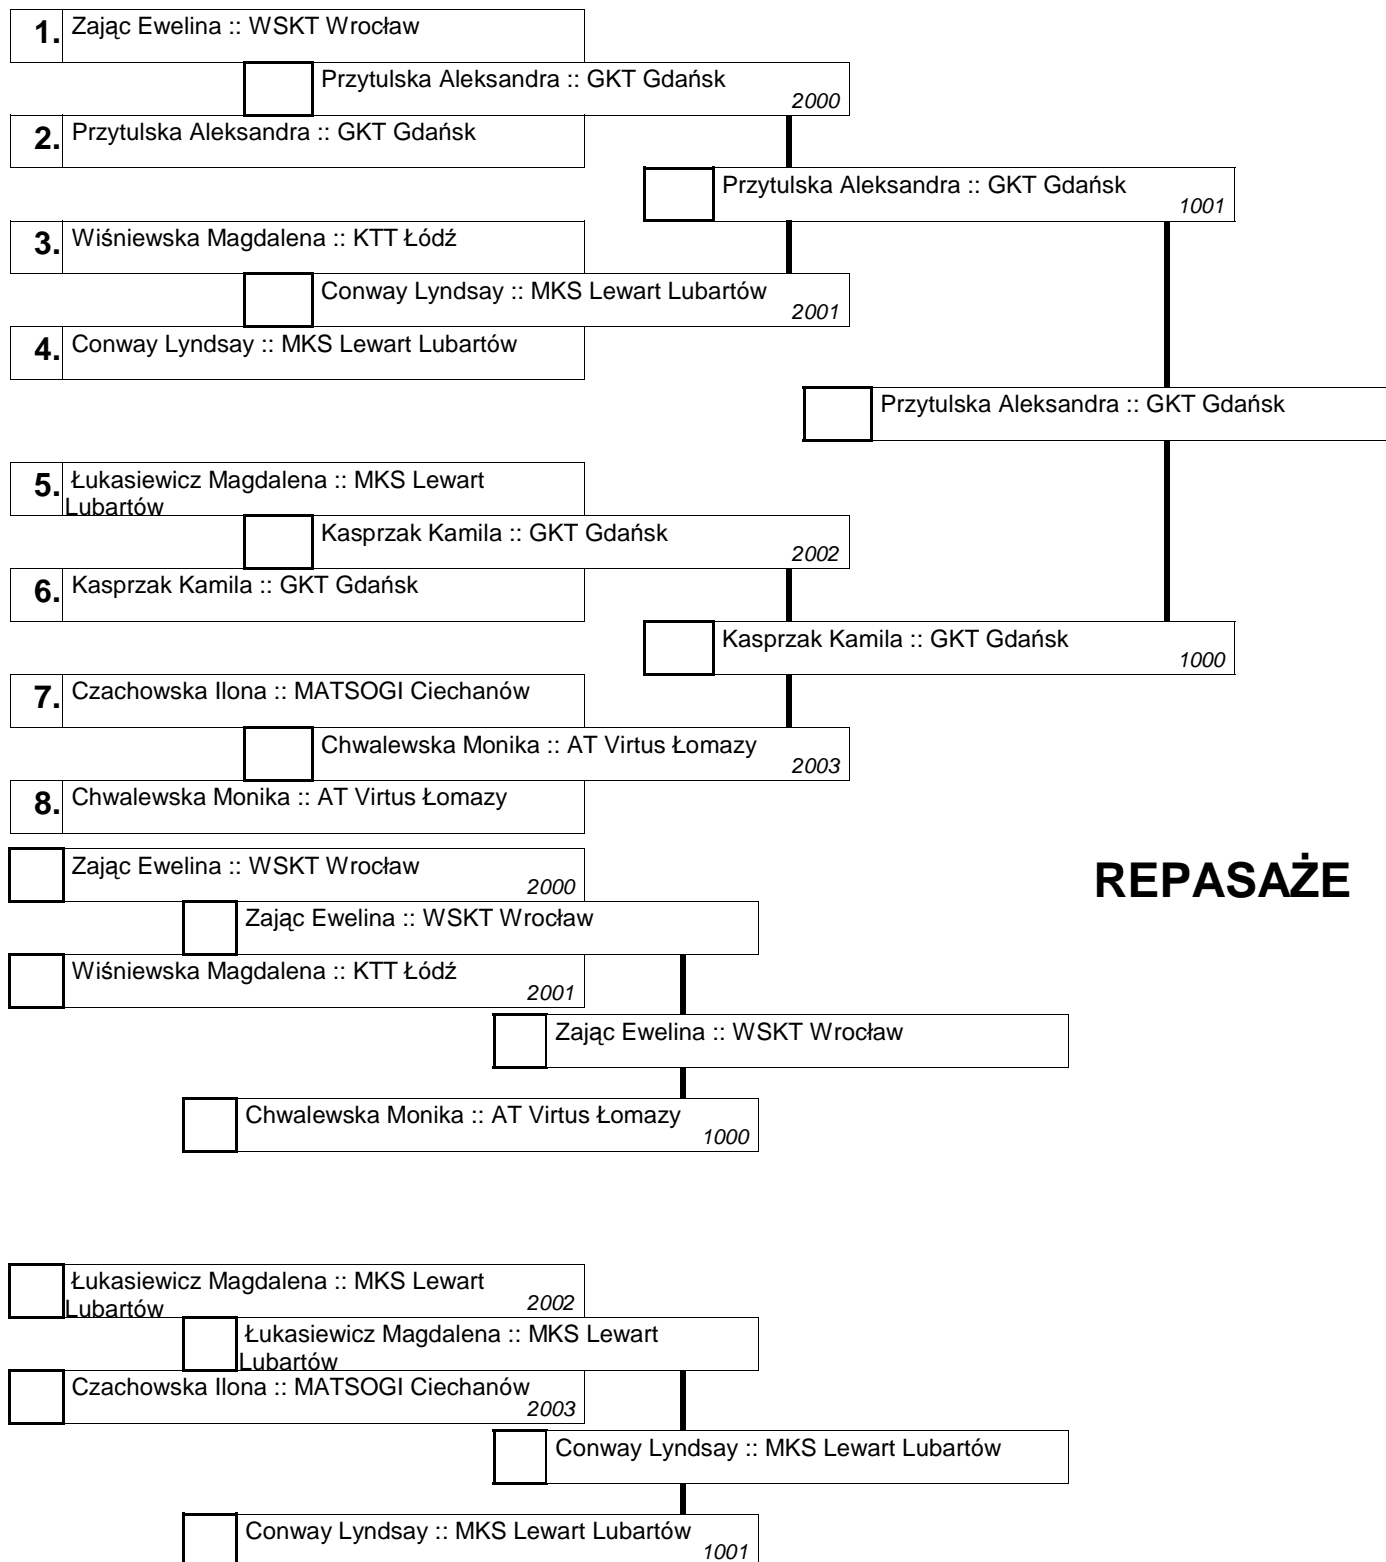 1. Zając Ewelina :: WSKT Wrocław
Przytulska Aleksandra :: GKT Gdańsk
2000
2. Przytulska Aleksandra :: GKT Gdańsk
Przytulska Aleksandra :: GKT Gdańsk
1001
3. Wiśniewska Magdalena :: KTT Łódź
Conway Lyndsay :: MKS Lewart Lubartów
2001
4. Conway Lyndsay :: MKS Lewart Lubartów
Przytulska Aleksandra :: GKT Gdańsk
5. Łukasiewicz Magdalena :: MKS Lewart
Lubartów
Kasprzak Kamila :: GKT Gdańsk
2002
6. Kasprzak Kamila :: GKT Gdańsk
Kasprzak Kamila :: GKT Gdańsk
1000
7. Czachowska Ilona :: MATSOGI Ciechanów
Chwalewska Monika :: AT Virtus Łomazy
2003
8. Chwalewska Monika :: AT Virtus Łomazy
Zając Ewelina :: WSKT Wrocław
2000
REPASAŻE
Zając Ewelina :: WSKT Wrocław
Wiśniewska Magdalena :: KTT Łódź
2001
Zając Ewelina :: WSKT Wrocław
Chwalewska Monika :: AT Virtus Łomazy
1000
Łukasiewicz Magdalena :: MKS Lewart
Lubartów
2002
Łukasiewicz Magdalena :: MKS Lewart
Lubartów
Czachowska Ilona :: MATSOGI Ciechanów
2003
Conway Lyndsay :: MKS Lewart Lubartów
Conway Lyndsay :: MKS Lewart Lubartów
1001